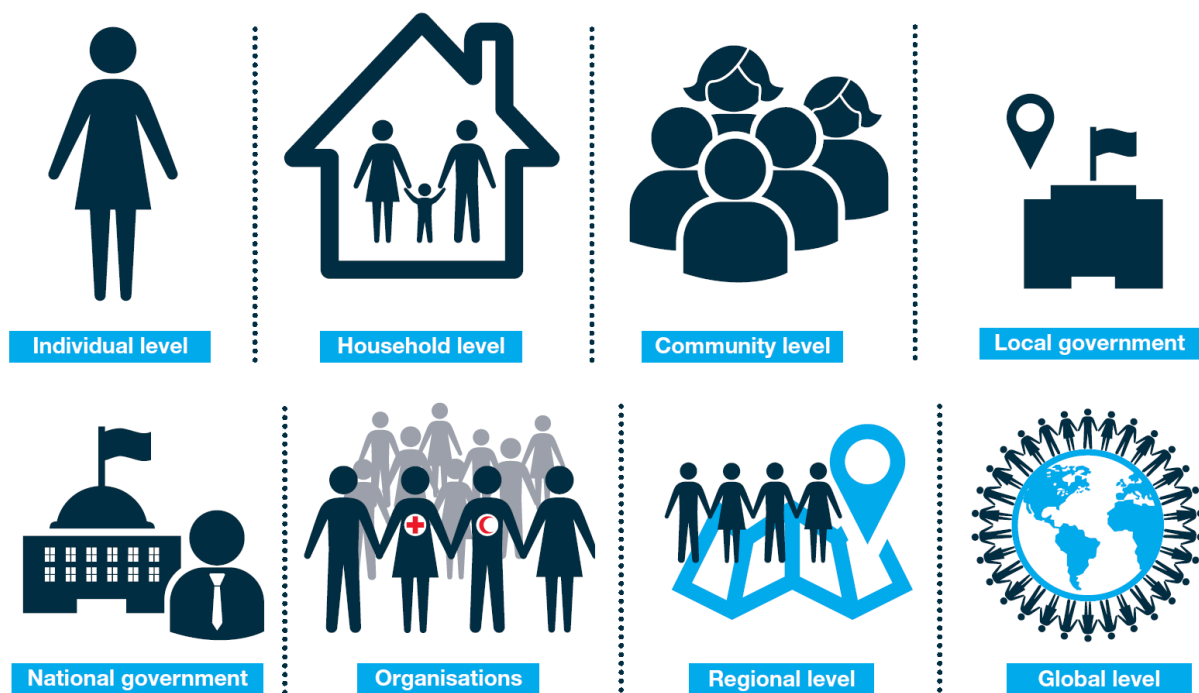 Individual level
Household level
Community level
Local government
National government
Organisations
Regional level
Global level